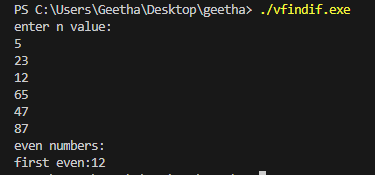 PS C:\Users\Geetha\Desktop\geetha> ./vfindif.exe
enter n value:
5
23
12
65
47
87
even numbers:
first even:12